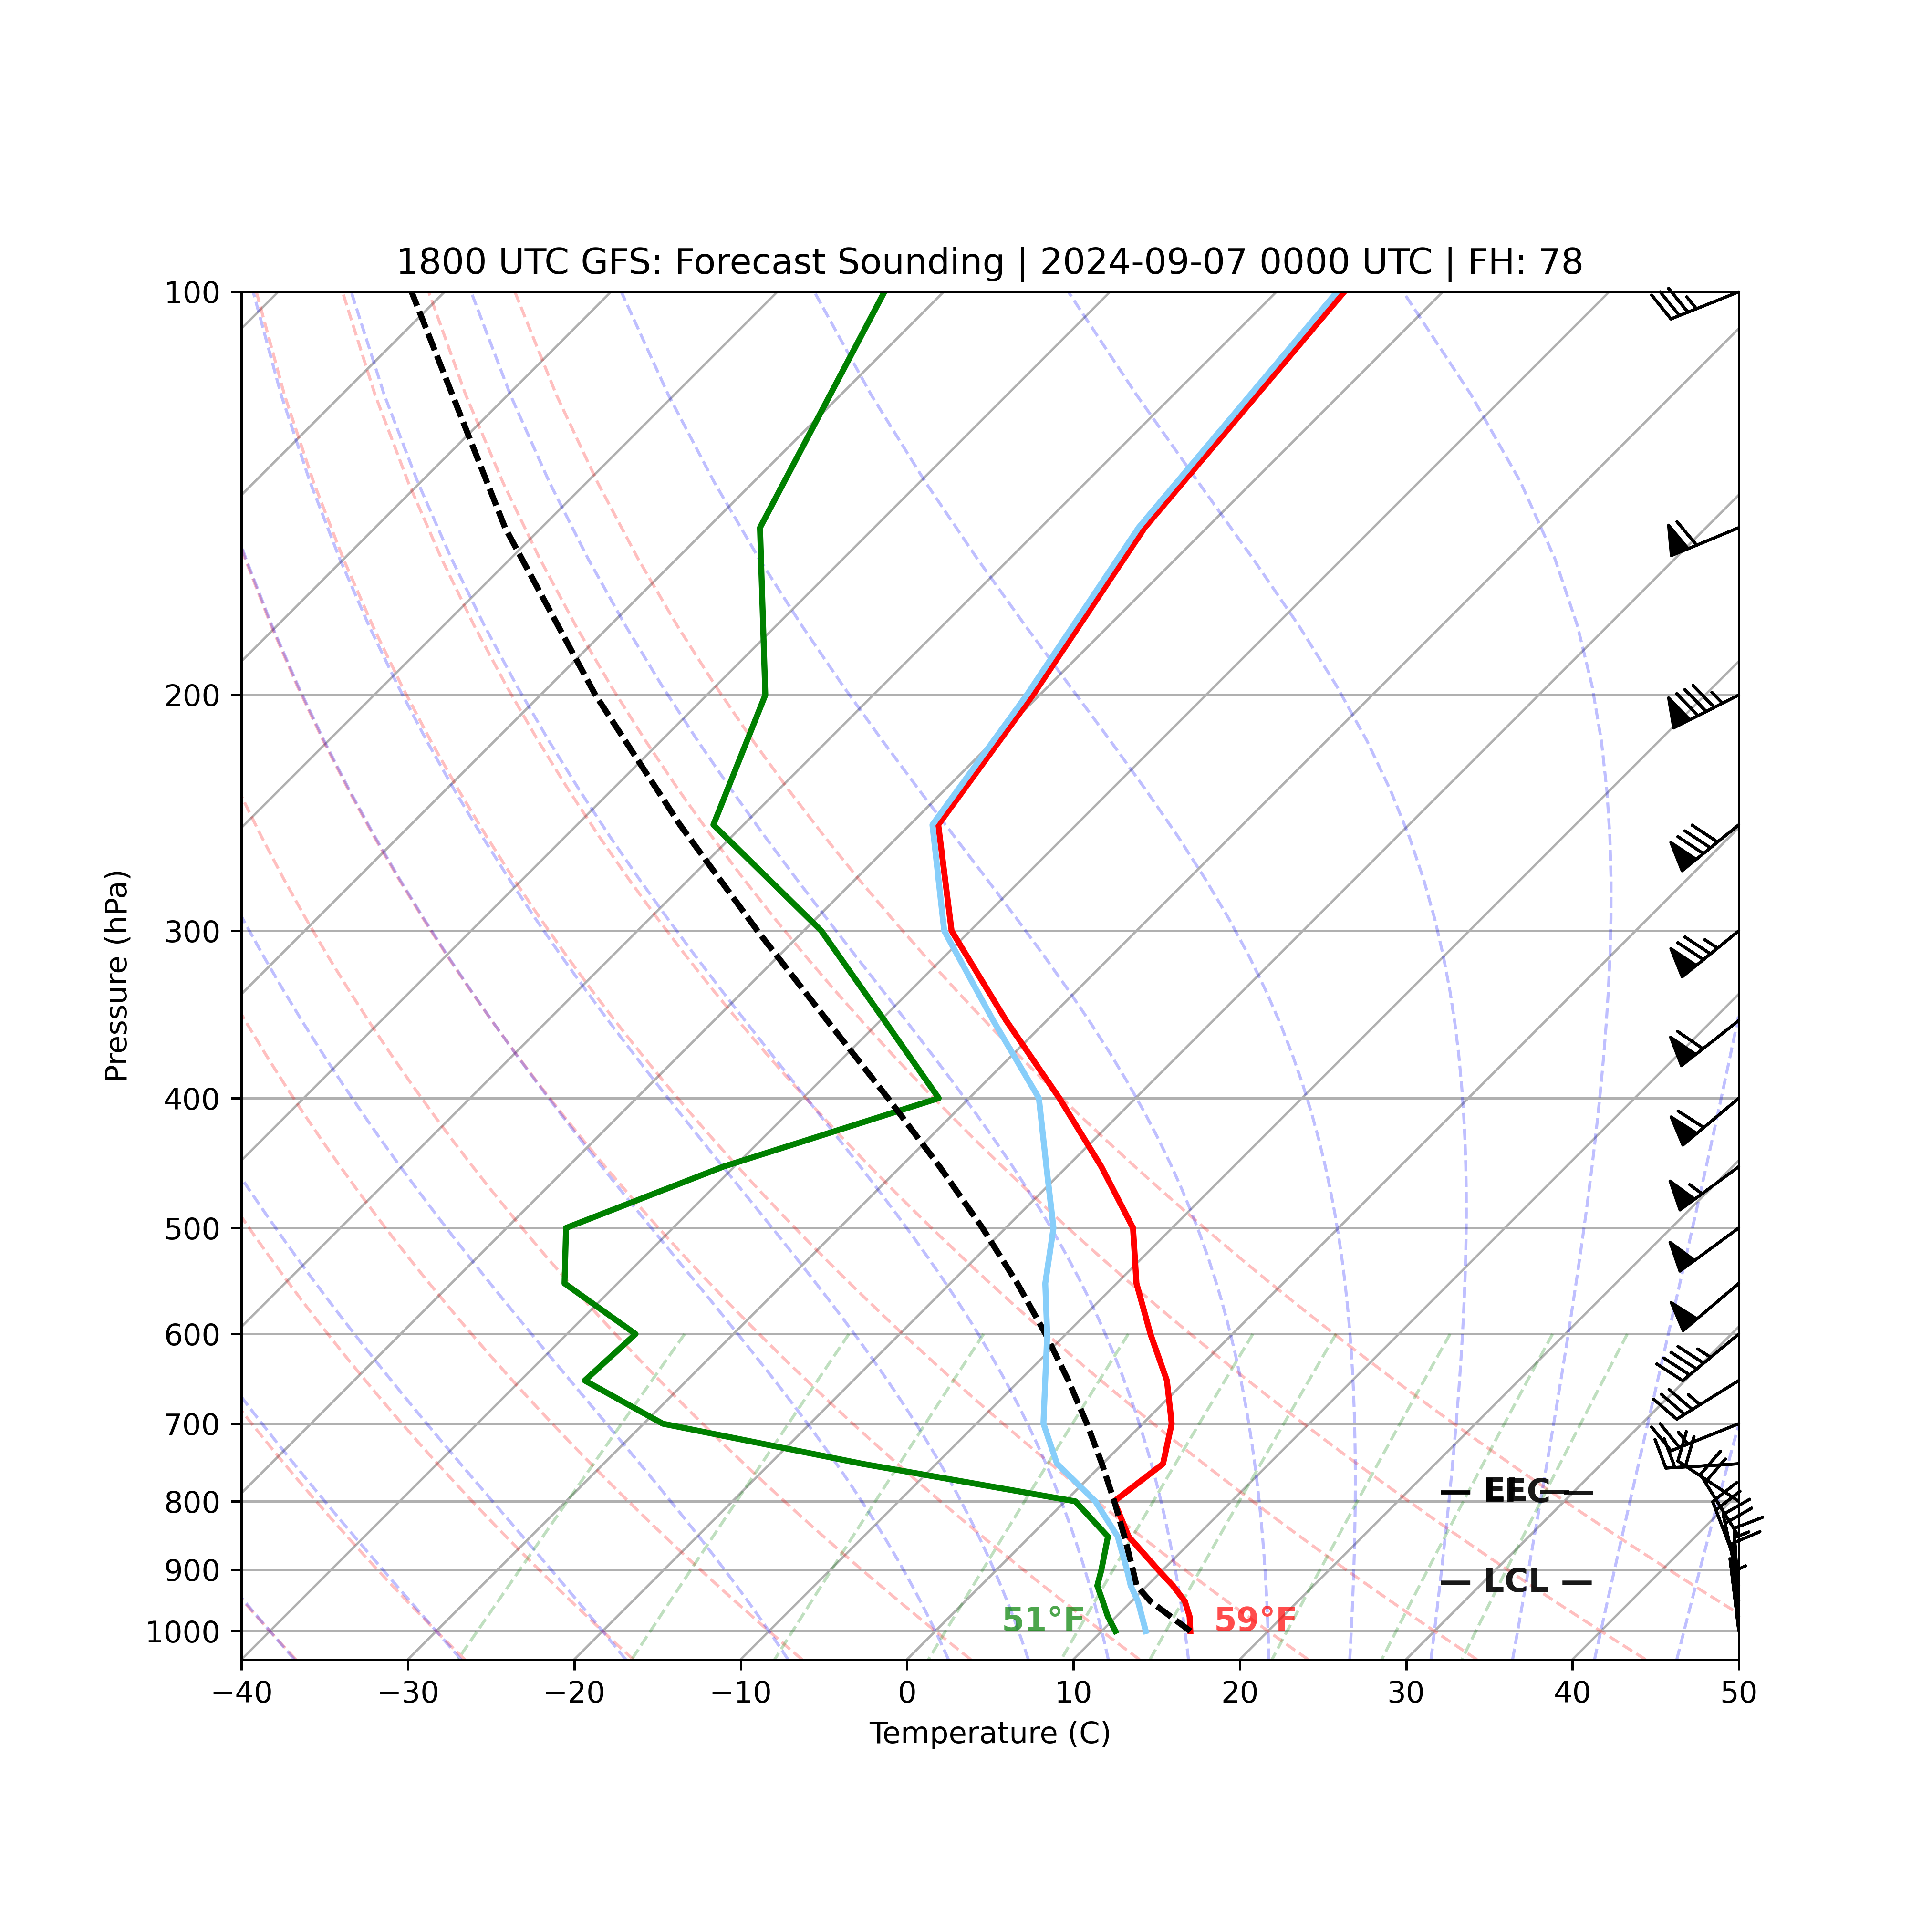 1800 UTC GFS: Forecast Sounding | 2024-09-07 0000 UTC | FH: 78
100
200
300
400
500
600
700
800
900
1000
Pressure (hPa)
— LCL —
51°F
59°F
−40 −30 −20 −10 0 10 20 30 40 50
Temperature (C)